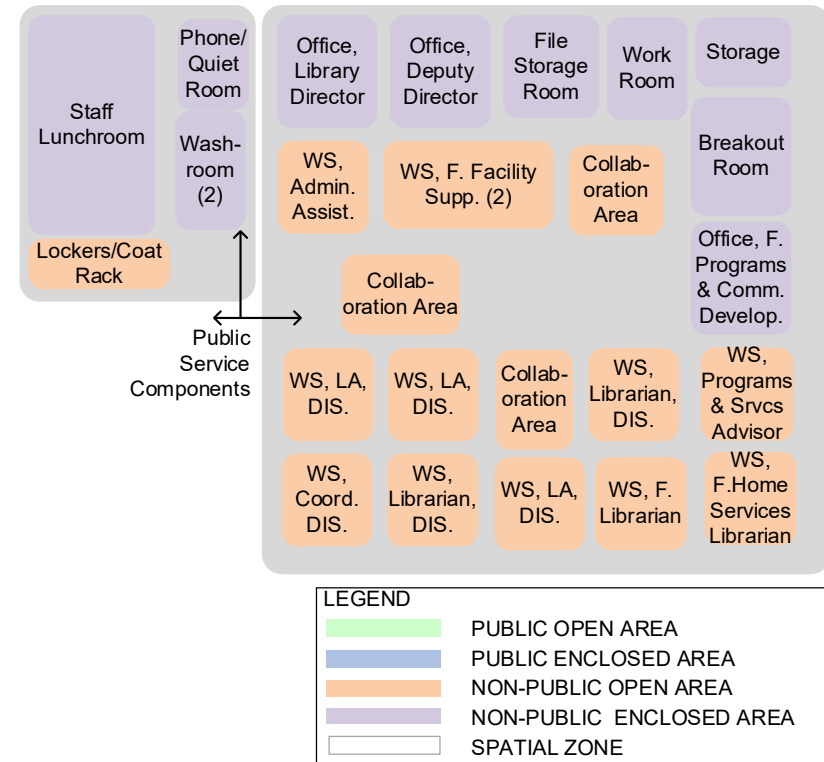 Staff
Lunchroom
Phone/
Quiet
Room
Wash-
room
(2)
Lockers/Coat
Rack
Public
Service
Components
Office,
Library
Director
Office,
Deputy
Director
File
Storage
Room
Work
Room
Storage
Breakout
Room
WS,
Admin.
Assist.
WS, F. Facility
Supp. (2)
Collab-
oration
Area
Office, F.
Programs
& Comm.
Develop.
Collab-
oration Area
WS, LA,
DIS.
WS, LA,
DIS.
Collab-
oration
Area
WS,
Librarian,
DIS.
WS,
Programs
& Srvcs
Advisor
WS,
Coord.
DIS.
WS,
Librarian,
DIS.
WS, LA,
DIS.
WS, F.
Librarian
WS,
F.Home
Services
Librarian
LEGEND
PUBLIC OPEN AREA
PUBLIC ENCLOSED AREA
NON-PUBLIC OPEN AREA
NON-PUBLIC ENCLOSED AREA
SPATIAL ZONE